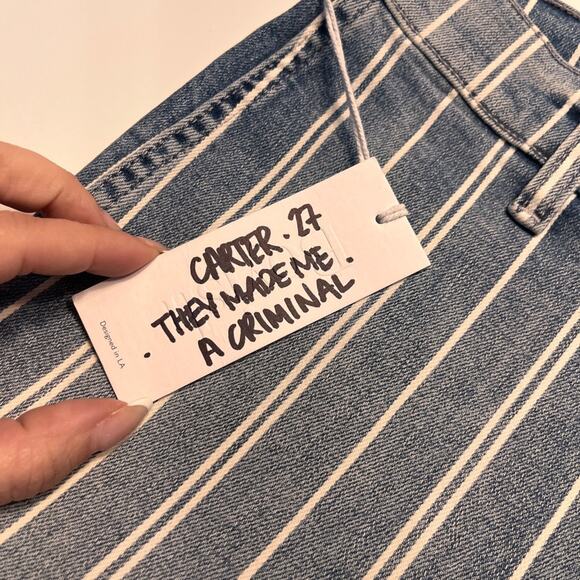 CARTER . 27
. THEY MADE ME .
A CRIMINAL
Designed in LA